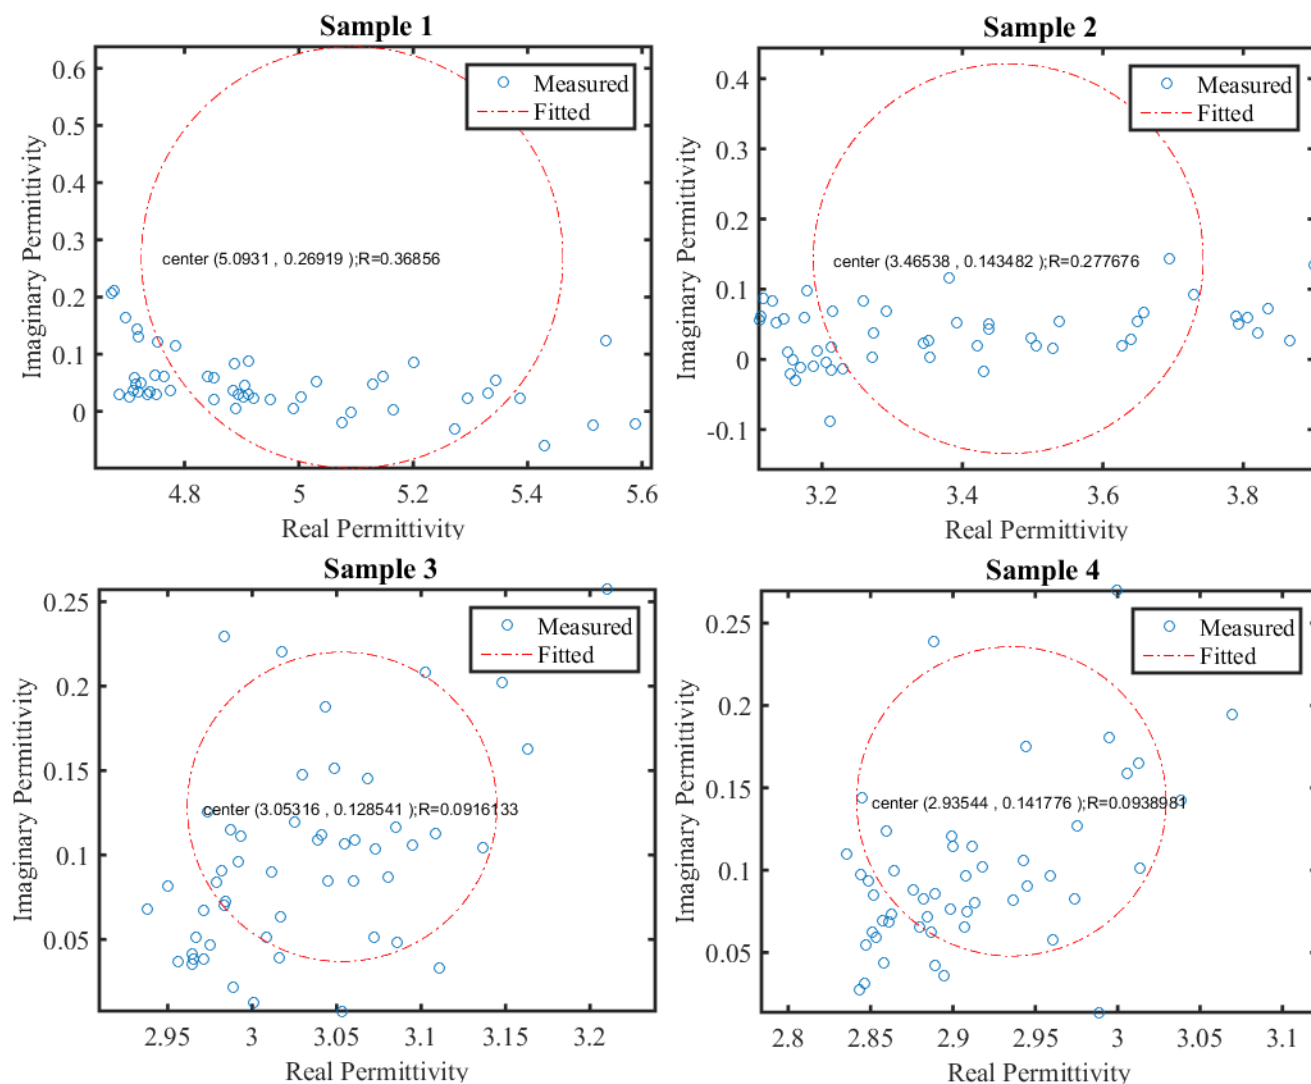 Sample 1
0.6
0.5
0.4
0.3
0.2
0.1
0
Imaginary Permittivity
Measured
Fitted
center (5.0931 , 0.26919 );R=0.36856
4.8
5
5.2
5.4
5.6
Real Permittivity
Sample 2
0.4
0.3
0.2
0.1
0
-0.1
Imaginary Permittivity
Measured
Fitted
center (3.46538 , 0.143482 );R=0.277676
3.2
3.4
3.6
3.8
Real Permittivity
Sample 3
0.25
0.2
0.15
0.1
0.05
Imaginary Permittivity
Measured
Fitted
center (3.05316 , 0.128541 );R=0.0916133
2.95
3
3.05
3.1
3.15
3.2
Real Permittivity
Sample 4
0.25
0.2
0.15
0.1
0.05
Imaginary Permittivity
Measured
Fitted
center (2.93544 , 0.141776 );R=0.0938981
2.8
2.85
2.9
2.95
3
3.05
3.1
Real Permittivity